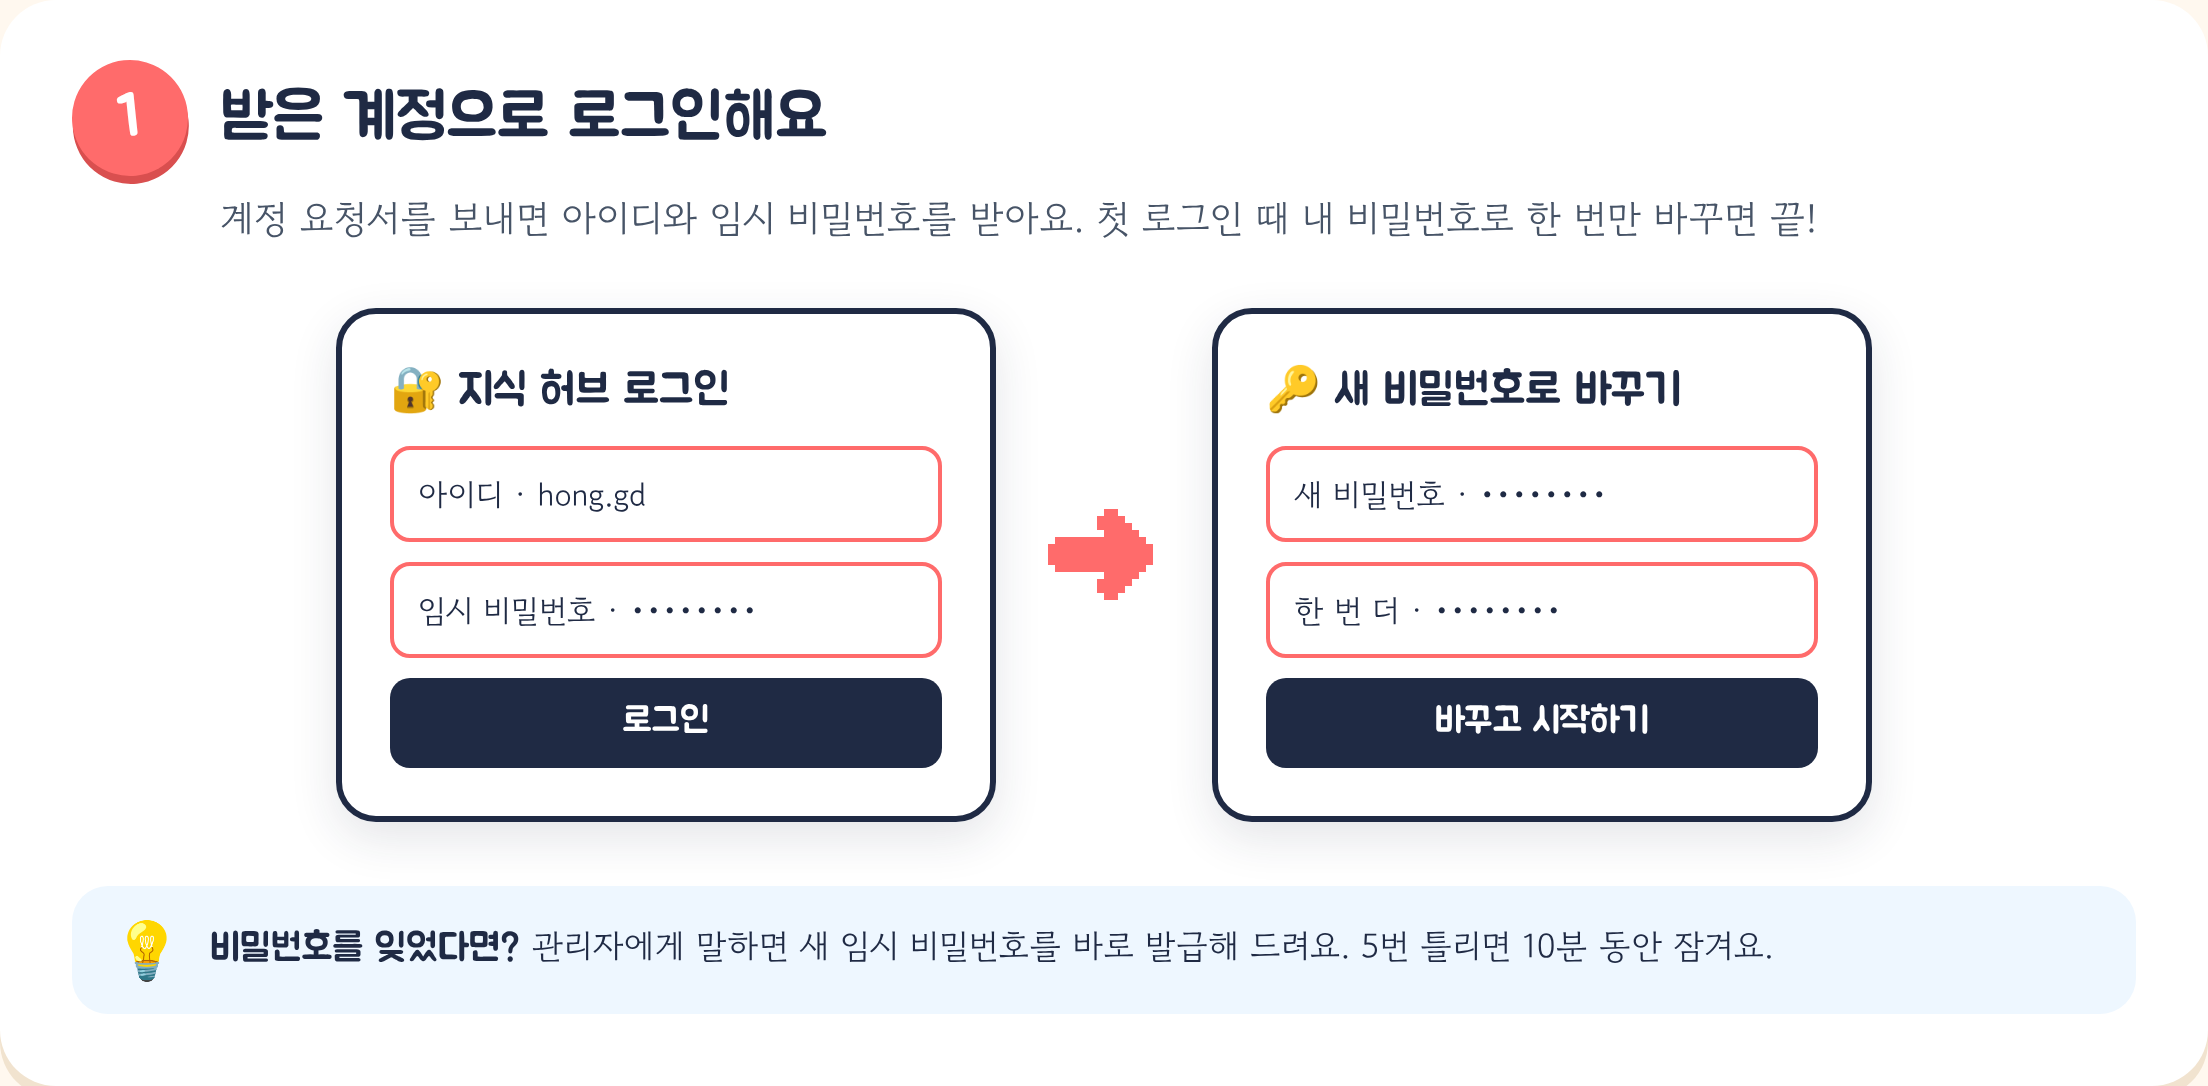 1
받은 계정으로 로그인해요
계정 요청서를 보내면 아이디와 임시 비밀번호를 받아요. 첫 로그인 때 내 비밀번호로 한 번만 바꾸면 끝!
지식 허브 로그인
아이디 · hong.gd
임시 비밀번호 · ••••••••
로그인
새 비밀번호로 바꾸기
새 비밀번호 · ••••••••
한 번 더 · ••••••••
바꾸고 시작하기
비밀번호를 잊었다면? 관리자에게 말하면 새 임시 비밀번호를 바로 발급해 드려요. 5번 틀리면 10분 동안 잠겨요.